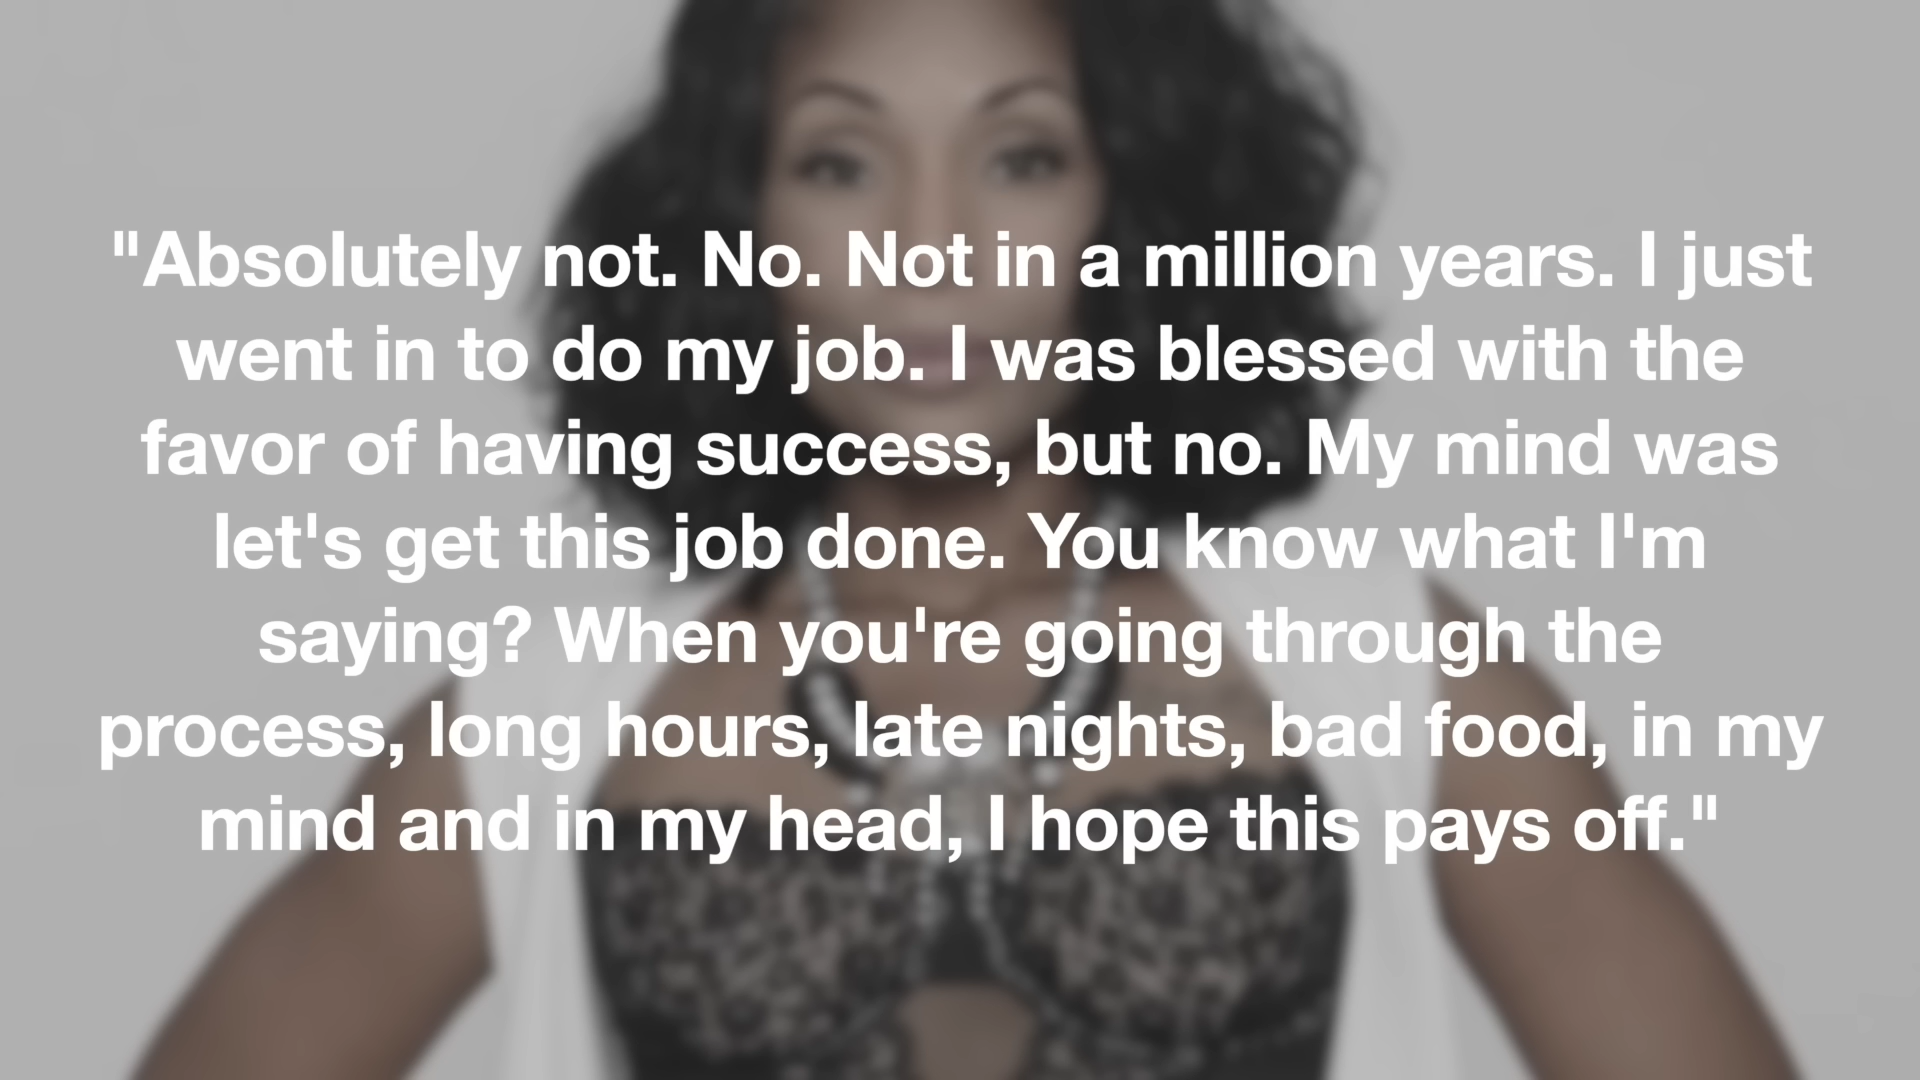 "Absolutely not. No. Not in a million years. I just
went in to do my job. I was blessed with the
favor of having success, but no. My mind was
let's get this job done. You know what I'm
saying? When you're going through the
process, long hours, late nights, bad food, in my
mind and in my head, I hope this pays off."